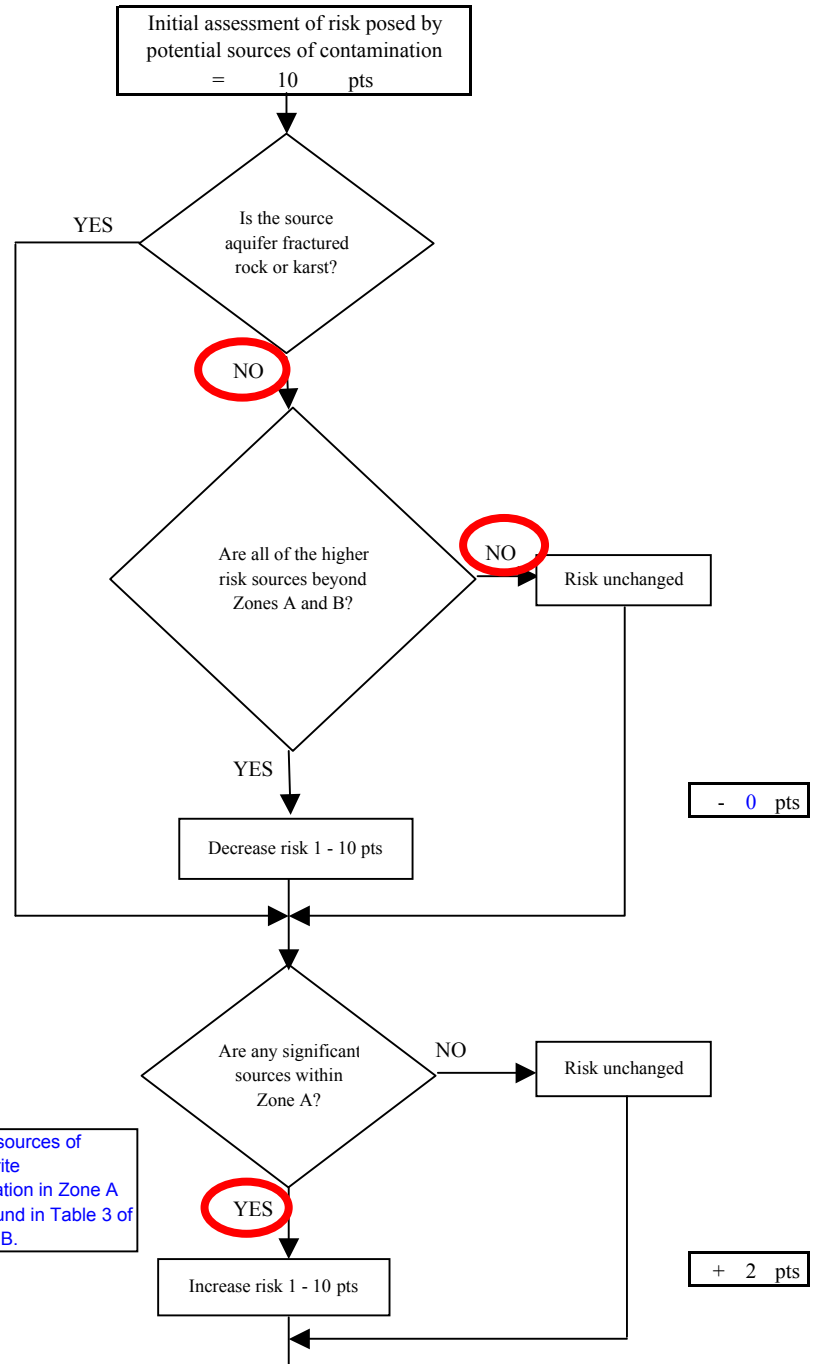 Initial assessment of risk posed by
potential sources of contamination
= 10 pts
YES
Is the source
aquifer fractured
rock or karst?
NO
Are all of the higher
risk sources beyond
Zones A and B?
NO
Risk unchanged
YES
- 0 pts
Decrease risk 1 - 10 pts
Are any significant
sources within
Zone A?
NO
Risk unchanged
sources of
ation in Zone A
und in Table 3 of
B.
YES
+ 2 pts
Increase risk 1 - 10 pts